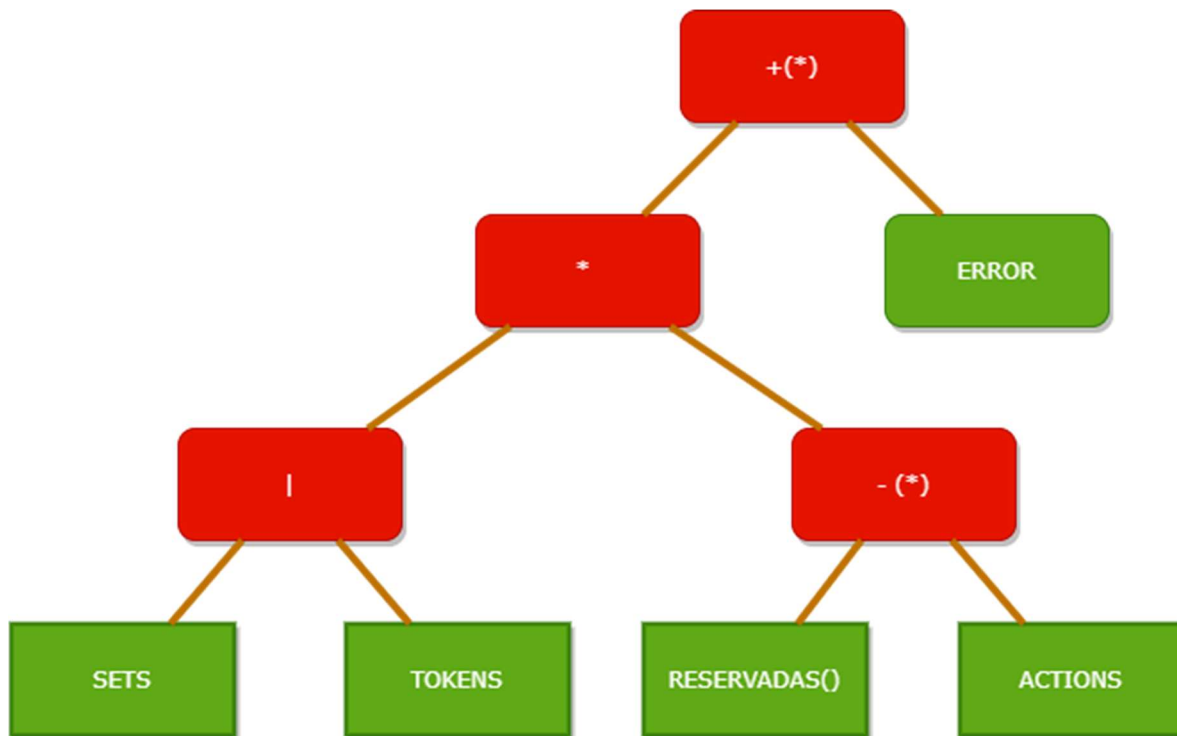 +(*)
*
ERROR
|
- (*)
SETS
TOKENS
RESERVADAS()
ACTIONS